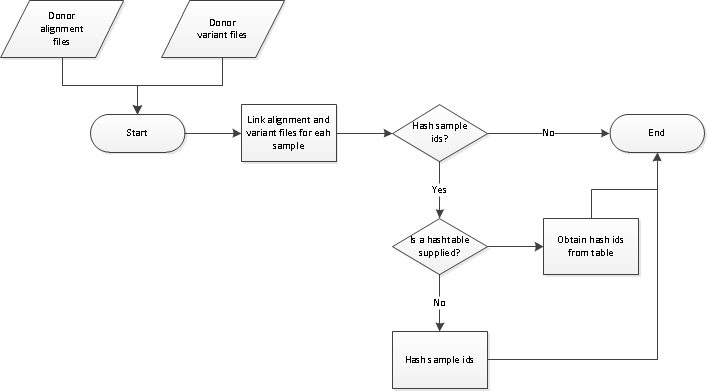 Donor
alignment
files
Donor
variant files
Start
Link alignment and
variant files for eah
sample
Hash sample
ids?
No
End
Yes
Is a hashtable
supplied?
Obtain hash ids
from table
No
Hash sample ids